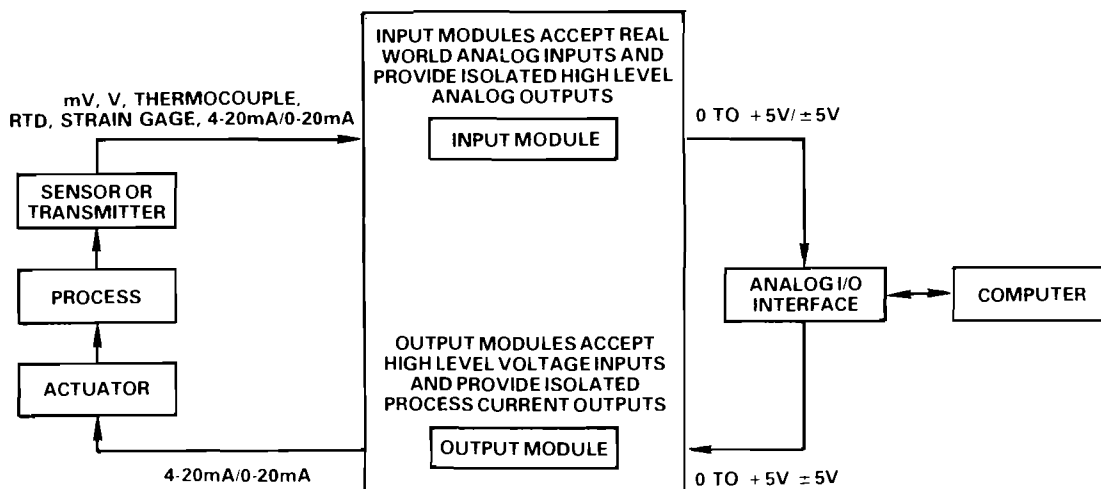 INPUT MODULES ACCEPT REAL
WORLD ANALOG INPUTS AND
PROVIDE ISOLATED HIGH LEVEL
ANALOG OUTPUTS
INPUT MODULE
mV, V, THERMOCOUPLE,
RTD, STRAIN GAGE, 4-20mA/0-20mA
0 TO +5V/±5V
SENSOR OR
TRANSMITTER
PROCESS
ACTUATOR
ANALOG I/O
INTERFACE
COMPUTER
OUTPUT MODULES ACCEPT
HIGH LEVEL VOLTAGE INPUTS
AND PROVIDE ISOLATED
PROCESS CURRENT OUTPUTS
OUTPUT MODULE
4-20mA/0-20mA
0 TO +5V ±5V